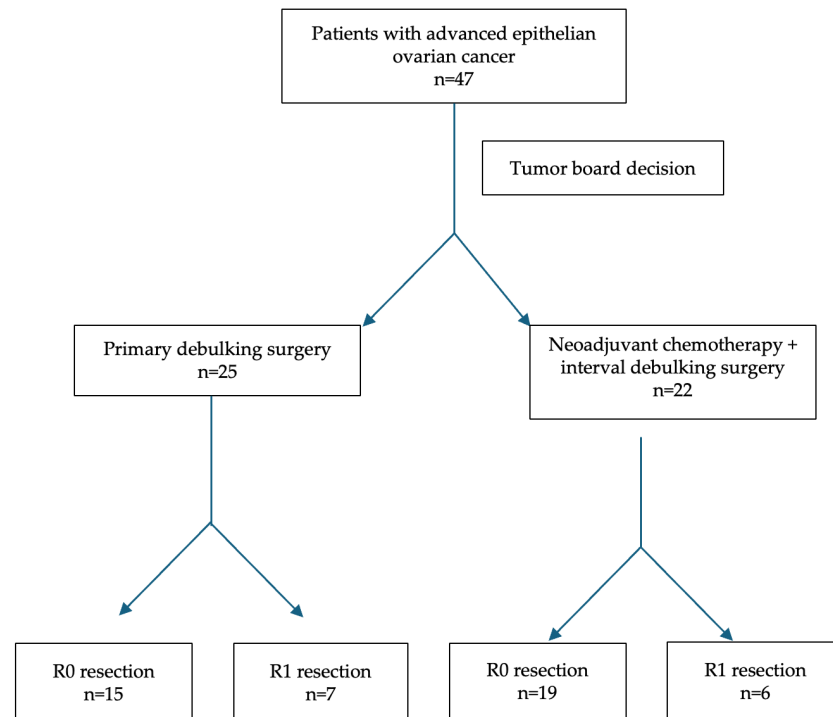 Patients with advanced epithelian
ovarian cancer
n=47
Tumor board decision
Primary debulking surgery
n=25
Neoadjuvant chemotherapy +
interval debulking surgery
n=22
R0 resection
n=15
R1 resection
n=7
R0 resection
n=19
R1 resection
n=6